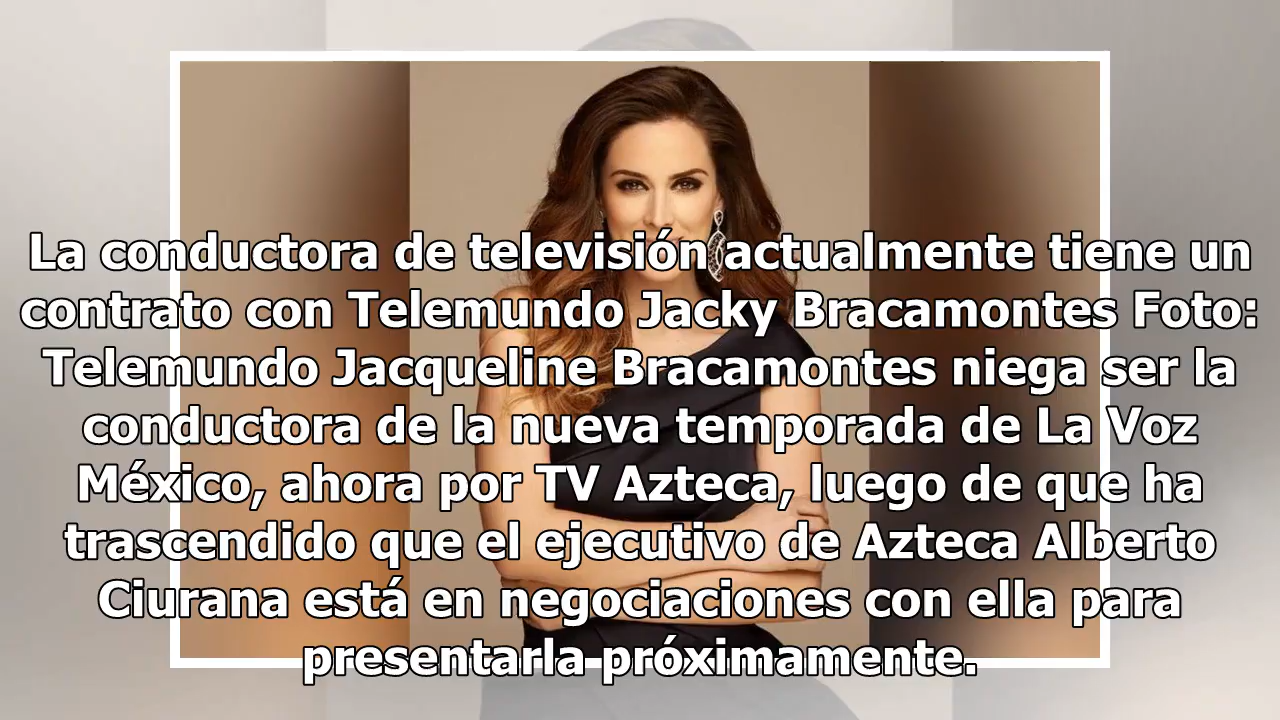 La conductora de televisión actualmente tiene un
contrato con Telemundo Jacky Bracamontes Foto:
Telemundo Jacqueline Bracamontes niega ser la
conductora de la nueva temporada de La Voz
México, ahora por TV Azteca, luego de que ha
trascendido que el ejecutivo de Azteca Alberto
Ciurana está en negociaciones con ella para
presentarla próximamente.